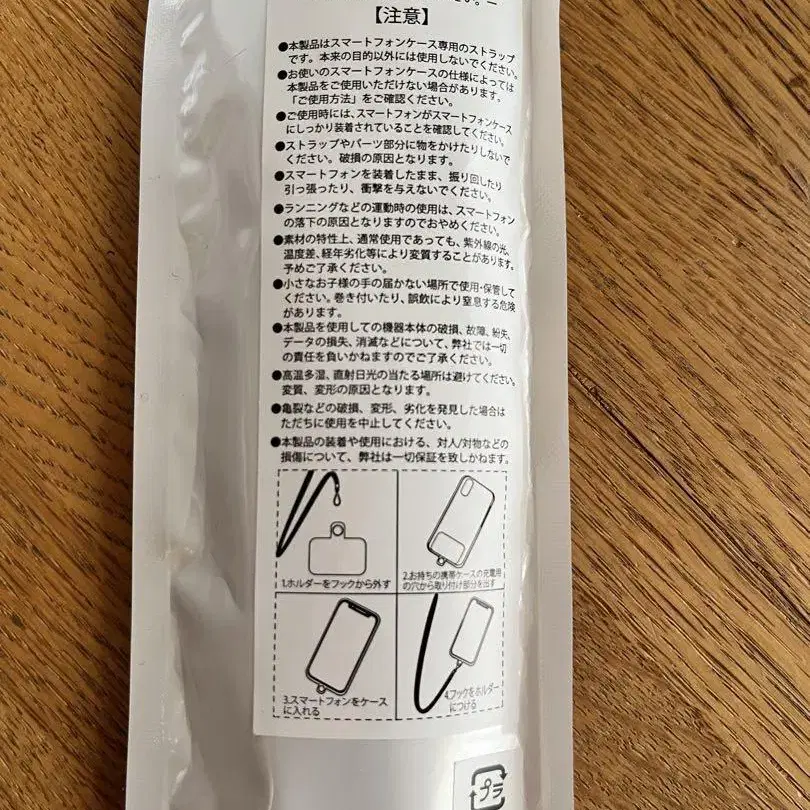 さい。ー
【注意】
●本製品はスマートフォンケース専用のストラップ
です。本来の目的以外には使用しないでください。
●お使いのスマートフォンケースの仕様によっては
本製品をご使用いただけない場合があります。
「ご使用方法」をご確認ください。
●ご使用時には、スマートフォンがスマートフォンケース
にしっかり装着されていることを確認してください。
●ストラップやパーツ部分に物をかけたりしないで
ください。破損の原因となります。
●スマートフォンを装着したまま、振り回したり
引っ張ったり、衝撃を与えないでください。
●ランニングなどの運動時の使用は、スマートフォン
の落下の原因となりますのでおやめください。
●素材の特性上、通常使用であっても、紫外線の光、
温度差、経年劣化等により変質することがあります。
予めご了承ください。
●小さなお子様の手の届かない場所で使用・保管して
ください。巻き付いたり、誤飲により窒息する危険
があります。
●本製品を使用しての機器本体の破損、故障、紛失、
データの損失、消滅などについて、弊社では一切
の責任を負いかねますのでご了承ください。
●高温多湿、直射日光の当たる場所は避けてください。
変質、変形の原因となります。
●亀裂などの破損、変形、劣化を発見した場合は
ただちに使用を中止してください。
●本製品の装着や使用における、対人/対物などの
損傷について、弊社は一切保証を致しかねます。
1.ホルダーをフックから外す
2.お持ちの携帯ケースの充電用
の穴から取り付け部分を出す
3.スマートフォンをケース
に入れる
4.フックをホルダー
につける
プラ